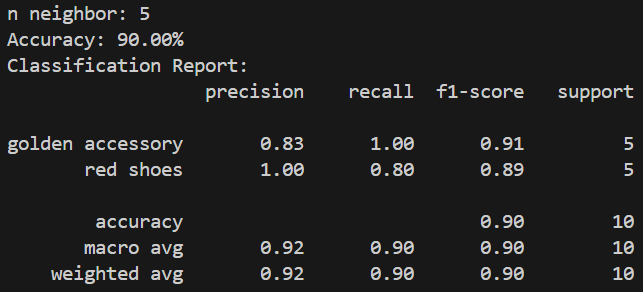 n neighbor: 5
Accuracy: 90.00%
Classification Report:
precision recall f1-score support
golden accessory 0.83 1.00 0.91 5
red shoes 1.00 0.80 0.89 5
accuracy 0.90 10
macro avg 0.92 0.90 0.90 10
weighted avg 0.92 0.90 0.90 10